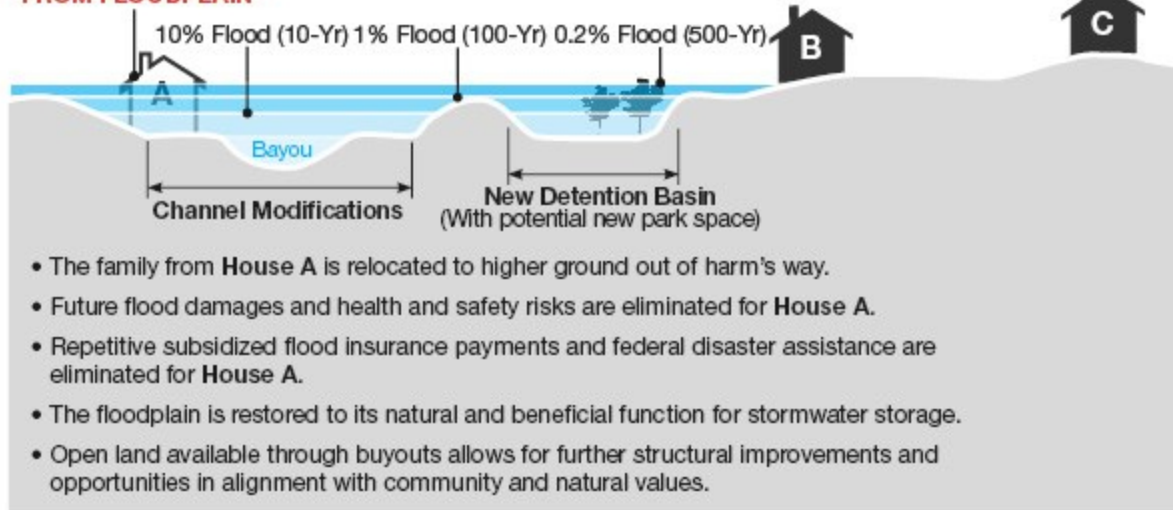 FROM FLOODPLAIN
10% Flood (10-Yr) 1% Flood (100-Yr) 0.2% Flood (500-Yr)
B
C
A
Bayou
Channel Modifications
New Detention Basin
(With potential new park space)
• The family from House A is relocated to higher ground out of harm's way.
• Future flood damages and health and safety risks are eliminated for House A.
• Repetitive subsidized flood insurance payments and federal disaster assistance are
eliminated for House A.
• The floodplain is restored to its natural and beneficial function for stormwater storage.
• Open land available through buyouts allows for further structural improvements and
opportunities in alignment with community and natural values.